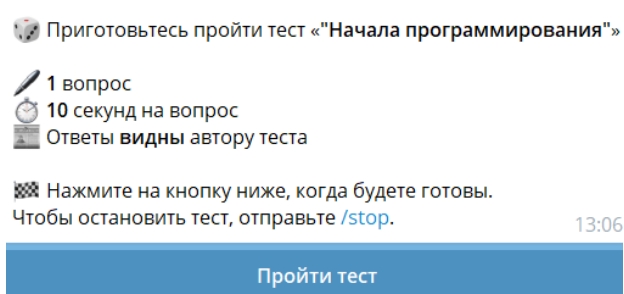 Приготовьтесь пройти тест «"Начала программирования"»
1 вопрос
10 секунд на вопрос
Ответы видны автору теста
Нажмите на кнопку ниже, когда будете готовы.
Чтобы остановить тест, отправьте /stop.
13:06
Пройти тест